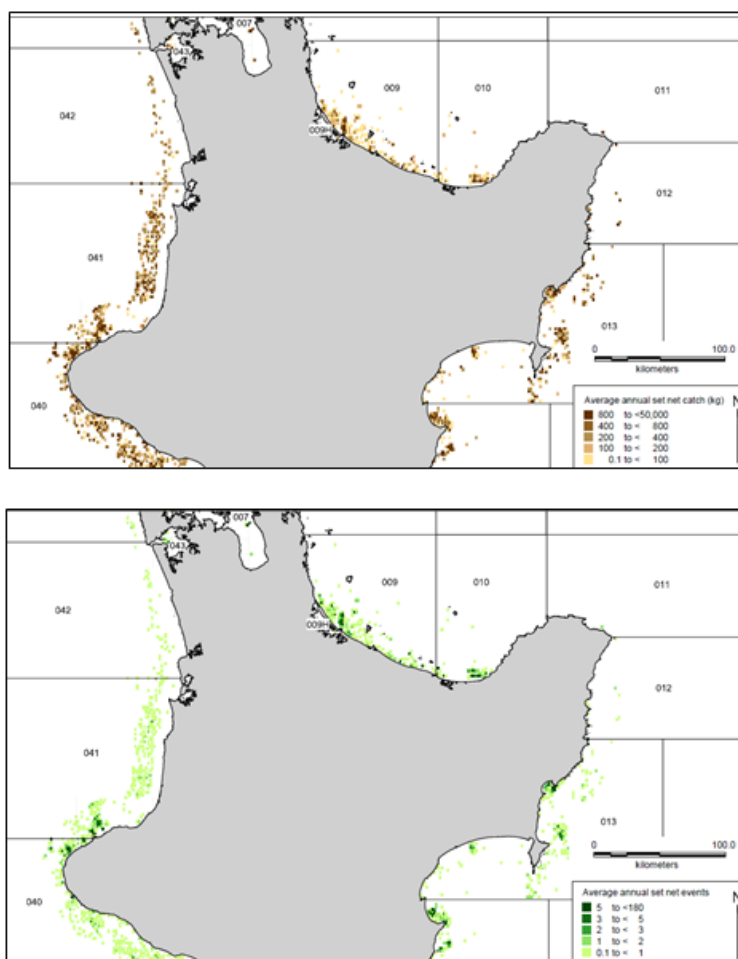 007
043
009
010
042
011
009H
012
041
013
0 100.0
kilometers
040
Average annual set net catch (kg) N
800 to <50,000
400 to < 800
200 to < 400
100 to < 200
0.1 to < 100
007
043
009
010
011
042
009H
012
041
013
0 100.0
kilometers
040
Average annual set net events N
5 to <180
3 to < 5
2 to < 3
1 to < 2
0.1 to < 1